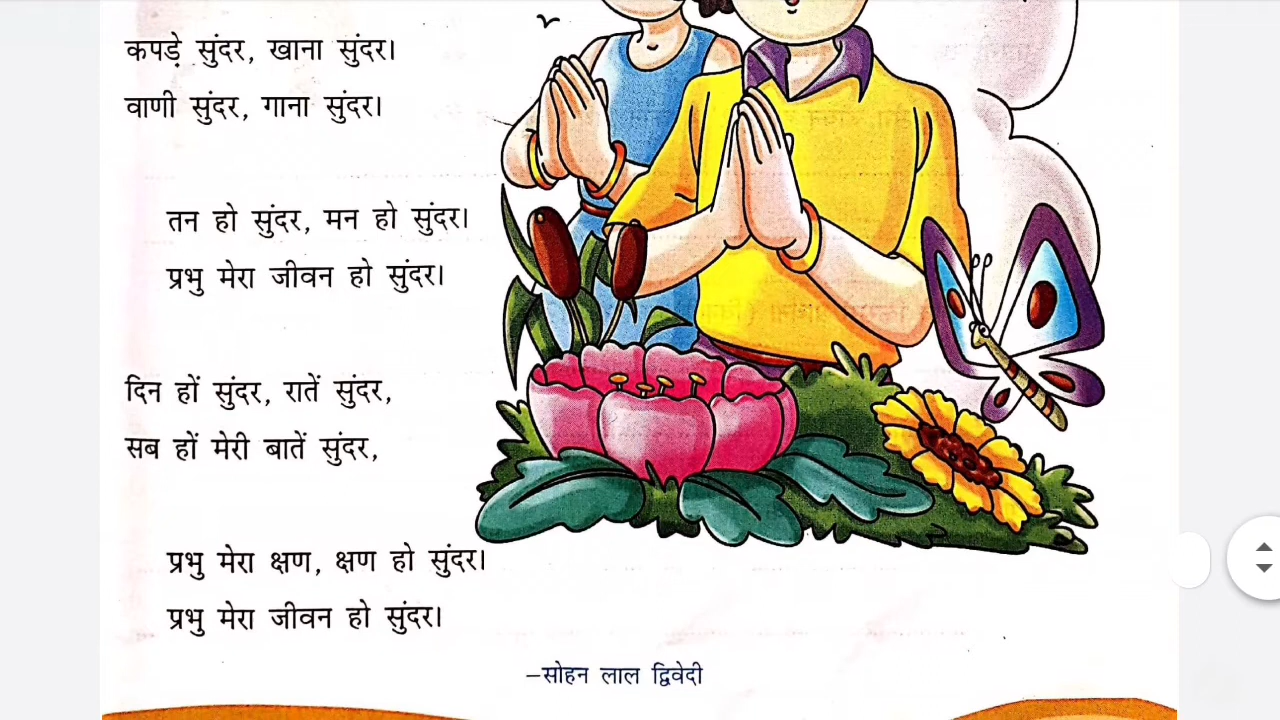 कपड़े सुंदर, खाना सुंदर।
वाणी सुंदर, गाना सुंदर।
तन हो सुंदर, मन हो सुंदर।
प्रभु मेरा जीवन हो सुंदर।
दिन हों सुंदर, रातें सुंदर,
सब हों मेरी बातें सुंदर,
प्रभु मेरा क्षण, क्षण हो सुंदर।
प्रभु मेरा जीवन हो सुंदर।
–सोहन लाल द्विवेदी